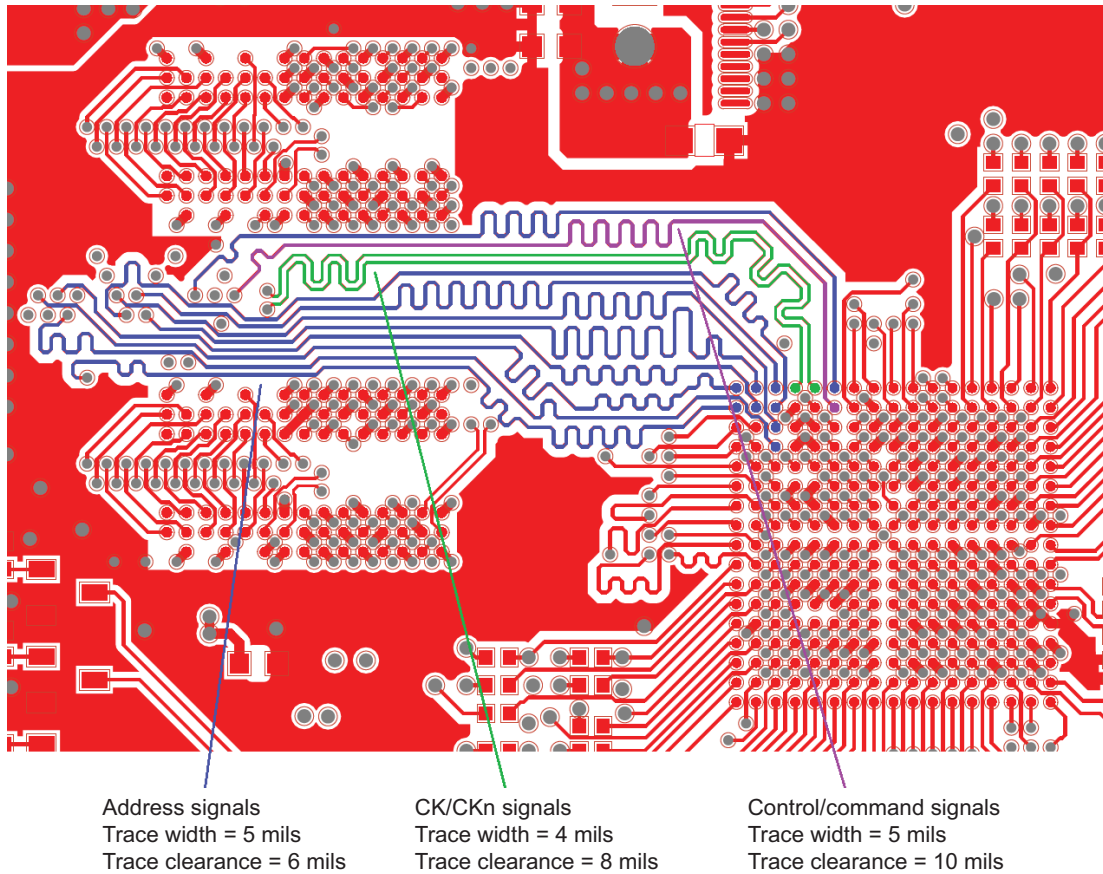 Address signals
Trace width = 5 mils
Trace clearance = 6 mils
CK/CKn signals
Trace width = 4 mils
Trace clearance = 8 mils
Control/command signals
Trace width = 5 mils
Trace clearance = 10 mils